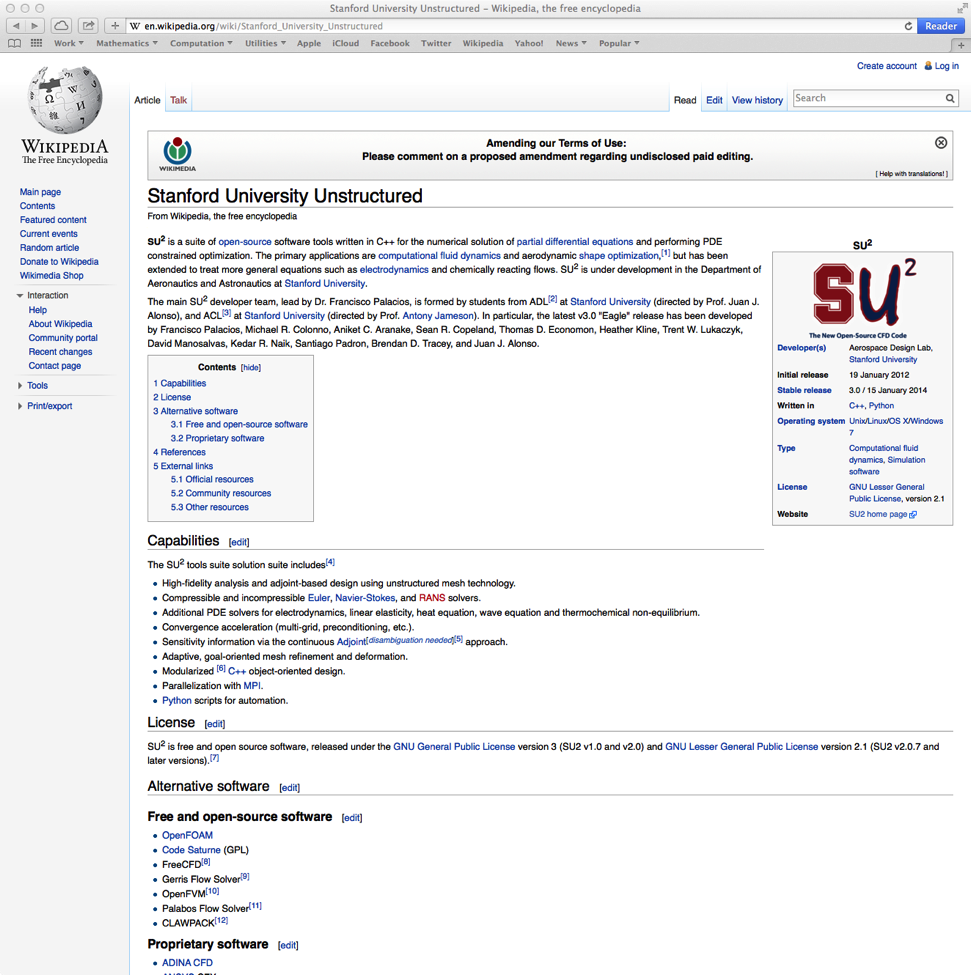 Stanford University Unstructured – Wikipedia, the free encyclopedia
W en.wikipedia.org/wiki/Stanford_University_Unstructured
Reader
Work Mathematics Computation Utilities Apple iCloud Facebook Twitter Wikipedia Yahoo! News Popular
Create account Log in
Article Talk Read Edit View history Search
WIKIPEDIA
The Free Encyclopedia
Main page
Contents
Featured content
Current events
Random article
Donate to Wikipedia
Wikimedia Shop
Interaction
Help
About Wikipedia
Community portal
Recent changes
Contact page
Tools
Print/export
WIKIMEDIA
Amending our Terms of Use:
Please comment on a proposed amendment regarding undisclosed paid editing.
[ Help with translations! ]
Stanford University Unstructured
From Wikipedia, the free encyclopedia
SU2 is a suite of open-source software tools written in C++ for the numerical solution of partial differential equations and performing PDE
constrained optimization. The primary applications are computational fluid dynamics and aerodynamic shape optimization,[1] but has been
extended to treat more general equations such as electrodynamics and chemically reacting flows. SU2 is under development in the Department of
Aeronautics and Astronautics at Stanford University.
The main SU2 developer team, lead by Dr. Francisco Palacios, is formed by students from ADL[2] at Stanford University (directed by Prof. Juan J.
Alonso), and ACL[3] at Stanford University (directed by Prof. Antony Jameson). In particular, the latest v3.0 "Eagle" release has been developed
by Francisco Palacios, Michael R. Colonno, Aniket C. Aranake, Sean R. Copeland, Thomas D. Economon, Heather Kline, Trent W. Lukaczyk,
David Manosalvas, Kedar R. Naik, Santiago Padron, Brendan D. Tracey, and Juan J. Alonso.
SU2
SU2
The New Open-Source CFD Code
Developer(s) Aerospace Design Lab,
Stanford University
Initial release 19 January 2012
Stable release 3.0 / 15 January 2014
Written in C++, Python
Operating system Unix/Linux/OS X/Windows
7
Type Computational fluid
dynamics, Simulation
software
License GNU Lesser General
Public License, version 2.1
Website SU2 home page
Contents [hide]
1 Capabilities
2 License
3 Alternative software
3.1 Free and open-source software
3.2 Proprietary software
4 References
5 External links
5.1 Official resources
5.2 Community resources
5.3 Other resources
Capabilities [edit]
The SU2 tools suite solution suite includes[4]
High-fidelity analysis and adjoint-based design using unstructured mesh technology.
Compressible and incompressible Euler, Navier-Stokes, and RANS solvers.
Additional PDE solvers for electrodynamics, linear elasticity, heat equation, wave equation and thermochemical non-equilibrium.
Convergence acceleration (multi-grid, preconditioning, etc.).
Sensitivity information via the continuous Adjoint[disambiguation needed][5] approach.
Adaptive, goal-oriented mesh refinement and deformation.
Modularized [6] C++ object-oriented design.
Parallelization with MPI.
Python scripts for automation.
License [edit]
SU2 is free and open source software, released under the GNU General Public License version 3 (SU2 v1.0 and v2.0) and GNU Lesser General Public License version 2.1 (SU2 v2.0.7 and
later versions).[7]
Alternative software [edit]
Free and open-source software [edit]
OpenFOAM
Code Saturne (GPL)
FreeCFD[8]
Gerris Flow Solver[9]
OpenFVM[10]
Palabos Flow Solver[11]
CLAWPACK[12]
Proprietary software [edit]
ADINA CFD